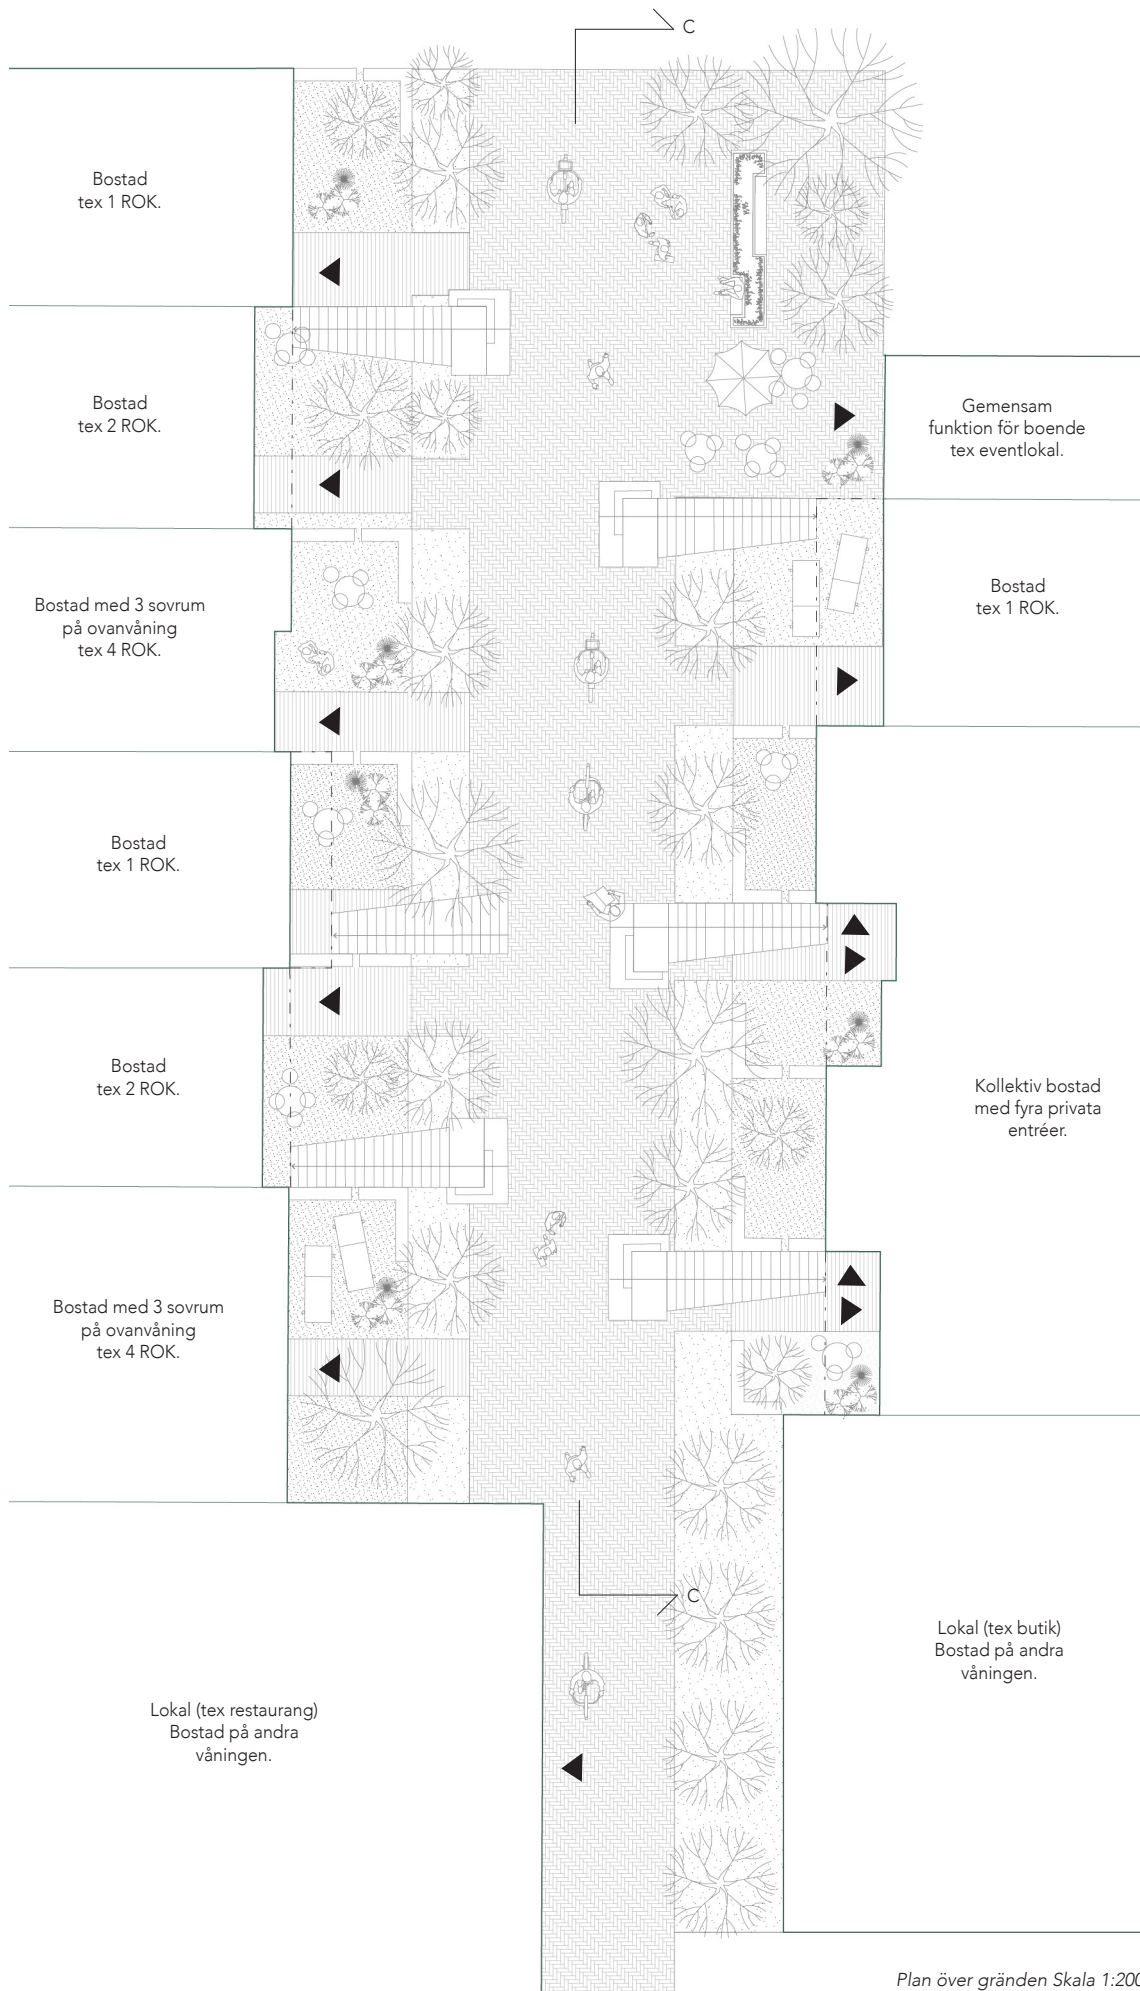 C
Bostad
tex 1 ROK.
Bostad
tex 2 ROK.
Gemensam
funktion för boende
tex eventlokal.
Bostad med 3 sovrum
på ovanvåning
tex 4 ROK.
Bostad
tex 1 ROK.
Bostad
tex 1 ROK.
Bostad
tex 2 ROK.
Kollektiv bostad
med fyra privata
entréer.
Bostad med 3 sovrum
på ovanvåning
tex 4 ROK.
C
Lokal (tex butik)
Bostad på andra
våningen.
Lokal (tex restaurang)
Bostad på andra
våningen.
Plan över gränden Skala 1:200